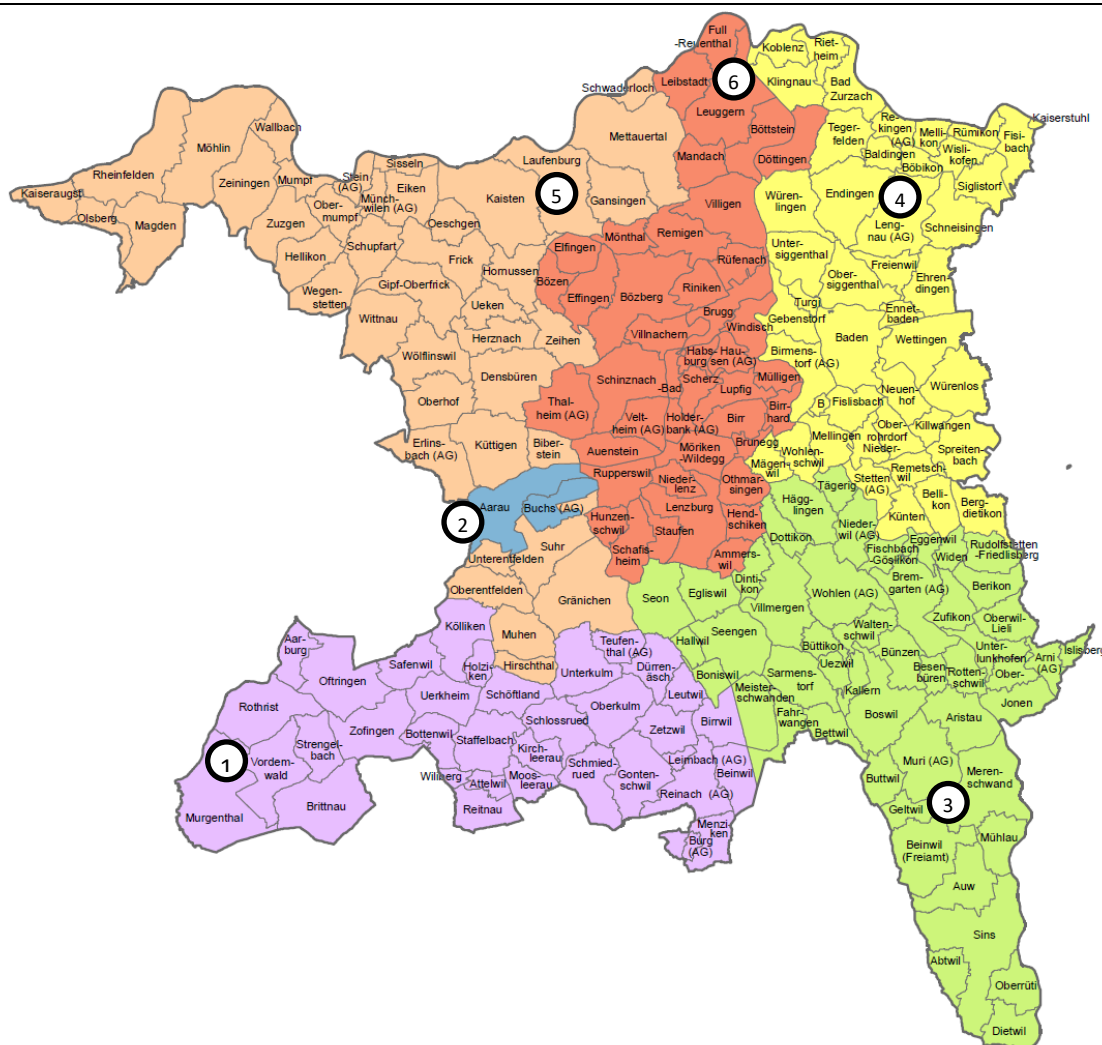 Full
-Reuenthal
Koblenz
Riet-
heim
6
Leibstadt
Klingnau
Bad
Zurzach
Schwaderloch
Leuggern
Kaiserstuhl
Wallbach
Mettauertal
Böttstein
Teger-
felden
Re-
kingen
(AG)
Melli-
kon
Rümikon
Fisi-
bach
Möhlin
Wisli-
kofen
Baldingen
Böbikon
Sisseln
Laufenburg
Mandach
Döttingen
Rheinfelden
Zeiningen
Mumpf
Stein
(AG)
Eiken
Siglistorf
Kaiseraugst
Münch-
wilen (AG)
Kaisten
5
Gansingen
Villigen
Würen-
lingen
Endingen
4
Olsberg
Magden
Ober-
mumpf
Zuzgen
Oeschgen
Leng-
nau (AG)
Schneisingen
Schupfart
Mönthal
Remigen
Unter-
siggenthal
Hellikon
Frick
Hornussen
Elfingen
Rüfenach
Freienwil
Ehren-
dingen
Wegen-
stetten
Gipf-Oberfrick
Bözen
Effingen
Bözberg
Riniken
Ober-
siggenthal
Ueken
Brugg
Turgi
Gebenstorf
Ennet-
baden
Wittnau
Herznach
Zeihen
Villnachern
Windisch
Baden
Wettingen
Wölflinswil
Habs-
burg
Hau-
sen (AG)
Birmens-
torf (AG)
Densbüren
Schinznach
-Bad
Scherz
Lupfig
Mülligen
Neuen-
hof
Würenlos
Oberhof
Thal-
heim (AG)
Velt-
heim (AG)
Holder-
bank (AG)
Birr
Birr-
hard
B
Fislisbach
Killwangen
Erlins-
bach (AG)
Küttigen
Biber-
stein
Auenstein
Möriken
-Wildegg
Brunegg
Mellingen
Ober-
rohrdorf
Nieder-
Spreiten-
bach
Mägen-
wil
Wohlen-
schwil
Remetsch-
wil
Rupperswil
Nieder-
lenz
Othmar-
singen
Tägerig
Stetten
(AG)
Belli-
kon
Berg-
dietikon
2
Aarau
Buchs (AG)
Hunzen-
schwil
Lenzburg
Staufen
Hend-
schiken
Hägg-
lingen
Nieder-
wil (AG)
Künten
Dottikon
Eggenwil
Rudolfstetten
-Friedlisberg
Suhr
Schafis-
heim
Ammers-
wil
Fischbach
-Göslikon
Widen
Unterentfelden
Dinti-
kon
Berikon
Oberentfelden
Gränichen
Seon
Egliswil
Villmergen
Wohlen (AG)
Brem-
garten (AG)
Zufikon
Oberwil-
Lieli
Kölliken
Muhen
Teufen-
thal (AG)
Hallwil
Seengen
Büttikon
Walten-
schwil
Bünzen
Unter-
lunkhofen
Ober-
Arni
(AG)
Islisberg
Aar-
burg
Safenwil
Holzi-
ken
Hirschthal
Unterkulm
Dürren-
äsch
Boniswil
Sarmens-
torf
Uezwil
Besen-
büren
Rotten-
schwil
Oftringen
Uerkheim
Schöftland
Leutwil
Meister-
schwanden
Kallern
Jonen
Rothrist
Oberkulm
Birrwil
Fahr-
wangen
Bettwil
Boswil
Aristau
Zofingen
Bottenwil
Staffelbach
Schlossrued
Zetzwil
Strengel-
bach
Kirch-
leerau
Leimbach (AG)
1
Vordem-
wald
Wiliberg
Attelwil
Moos-
leerau
Schmied-
rued
Gonten-
schwil
Beinwil
Muri (AG)
Meren-
schwand
Buttwil
Brittnau
Reitnau
Reinach (AG)
3
Geltwil
Murgenthal
Menzi
ken
Burg
(AG)
Beinwil
(Freiamt)
Mühlau
Auw
Sins
Abtwil
Oberrüti
Dietwil